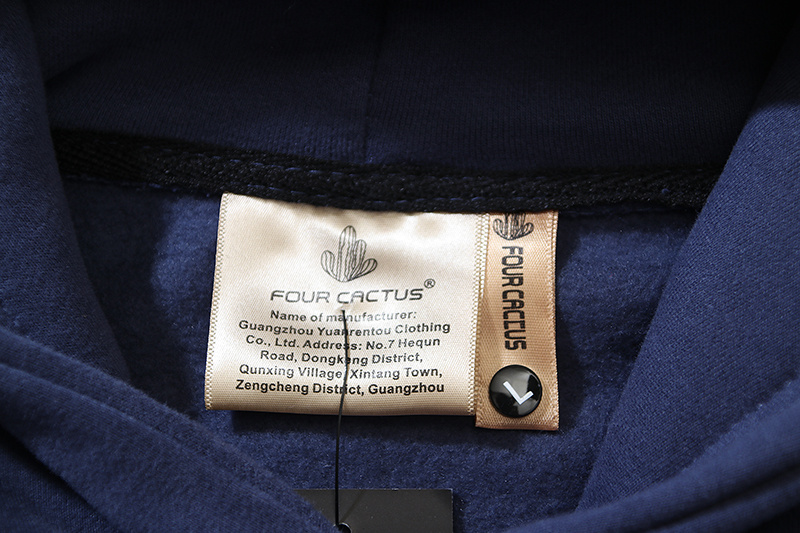 FOUR CACTUS®
Name of manufacturer:
Guangzhou Yuanrentou Clothing
Co., Ltd. Address: No.7 Hequn
Road, Dongkeng District,
Qunxing Village, Xintang Town,
Zengcheng District, Guangzhou
FOUR CACTUS
L